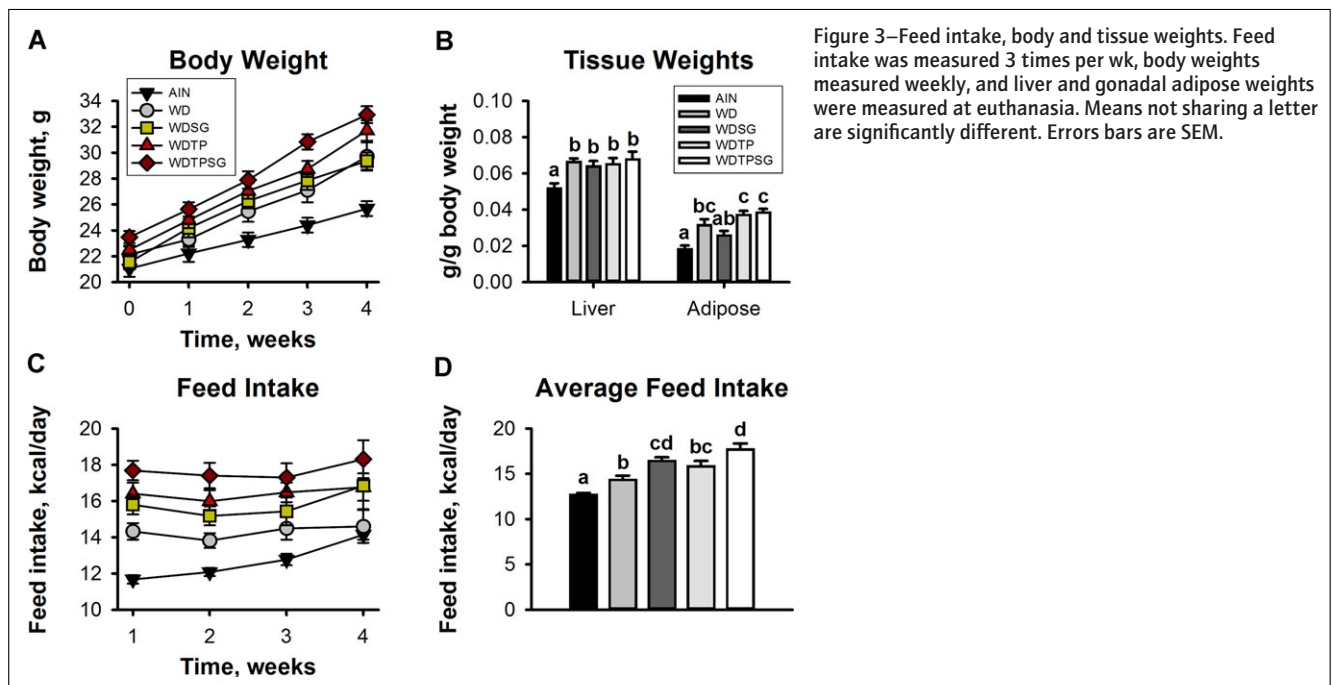 A
Body Weight
AIN
WD
WDSG
WDTP
WDTPSG
Body weight, g
34
32
30
28
26
24
22
20
0 1 2 3 4
Time, weeks
B
Tissue Weights
AIN
WD
WDSG
WDTP
WDTPSG
g/g body weight
0.10
0.08
0.06
0.04
0.02
0.00
a b b b b
a bc ab c c
Liver Adipose
Figure 3–Feed intake, body and tissue weights. Feed
intake was measured 3 times per wk, body weights
measured weekly, and liver and gonadal adipose weights
were measured at euthanasia. Means not sharing a letter
are significantly different. Errors bars are SEM.
C
Feed Intake
Feed intake, kcal/day
20
18
16
14
12
10
1 2 3 4
Time, weeks
D
Average Feed Intake
Feed intake, kcal/day
20
15
10
5
0
a b cd bc d